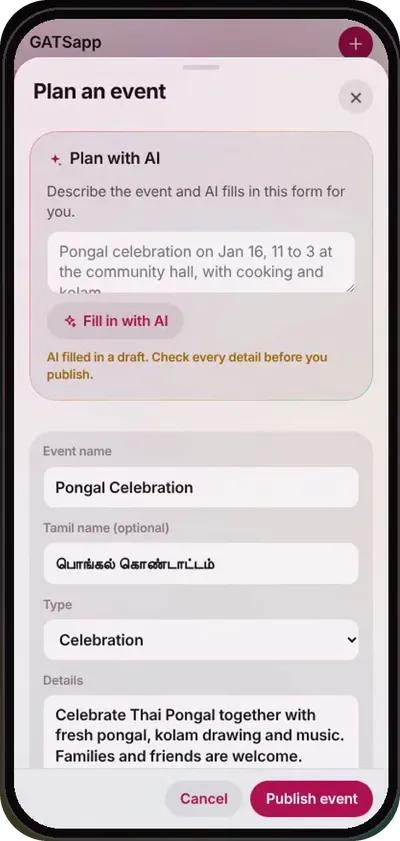 GATSapp
Plan an event
Plan with AI
Describe the event and AI fills in this form for
you.
Pongal celebration on Jan 16, 11 to 3 at
the community hall, with cooking and
kolam
Fill in with AI
AI filled in a draft. Check every detail before you
publish.
Event name
Pongal Celebration
Tamil name (optional)
பொங்கல் கொண்டாட்டம்
Type
Celebration
Details
Celebrate Thai Pongal together with
fresh pongal, kolam drawing and music.
Families and friends are welcome.
Cancel
Publish event